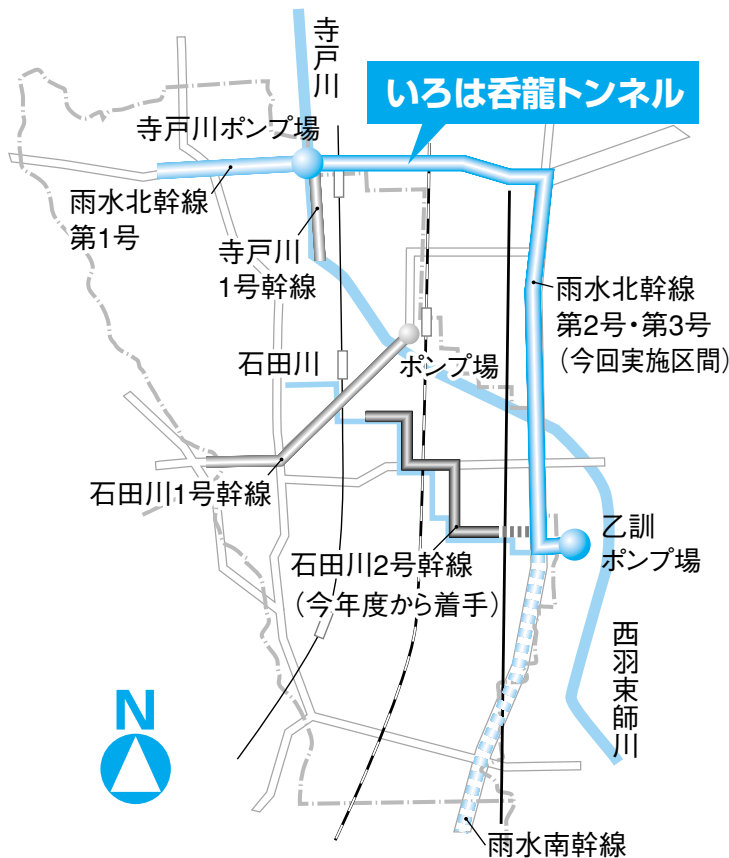 寺戸川
いろは呑龍トンネル
寺戸川ポンプ場
雨水北幹線
第1号
寺戸川
1号幹線
雨水北幹線
第2号・第3号
（今回実施区間）
石田川
ポンプ場
石田川1号幹線
乙訓
ポンプ場
石田川2号幹線
（今年度から着手）
西羽束師川
N
雨水南幹線